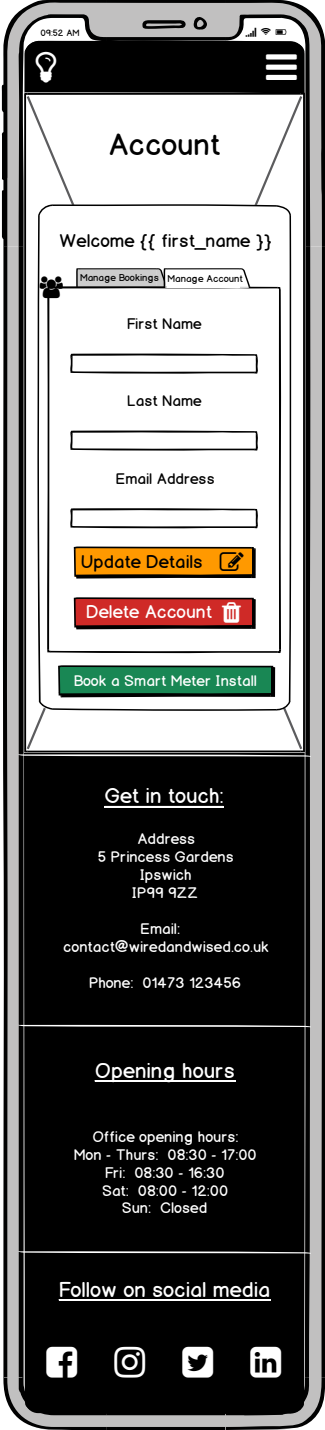 09:52 AM
Account
Welcome {{ first_name }}
Manage Bookings
Manage Account
First Name
Last Name
Email Address
Update Details
Delete Account
Book a Smart Meter Install
Get in touch:
Address
5 Princess Gardens
Ipswich
IP99 9ZZ
Email:
contact@wiredandwised.co.uk
Phone: 01473 123456
Opening hours
Office opening hours:
Mon - Thurs: 08:30 - 17:00
Fri: 08:30 - 16:30
Sat: 08:00 - 12:00
Sun: Closed
Follow on social media